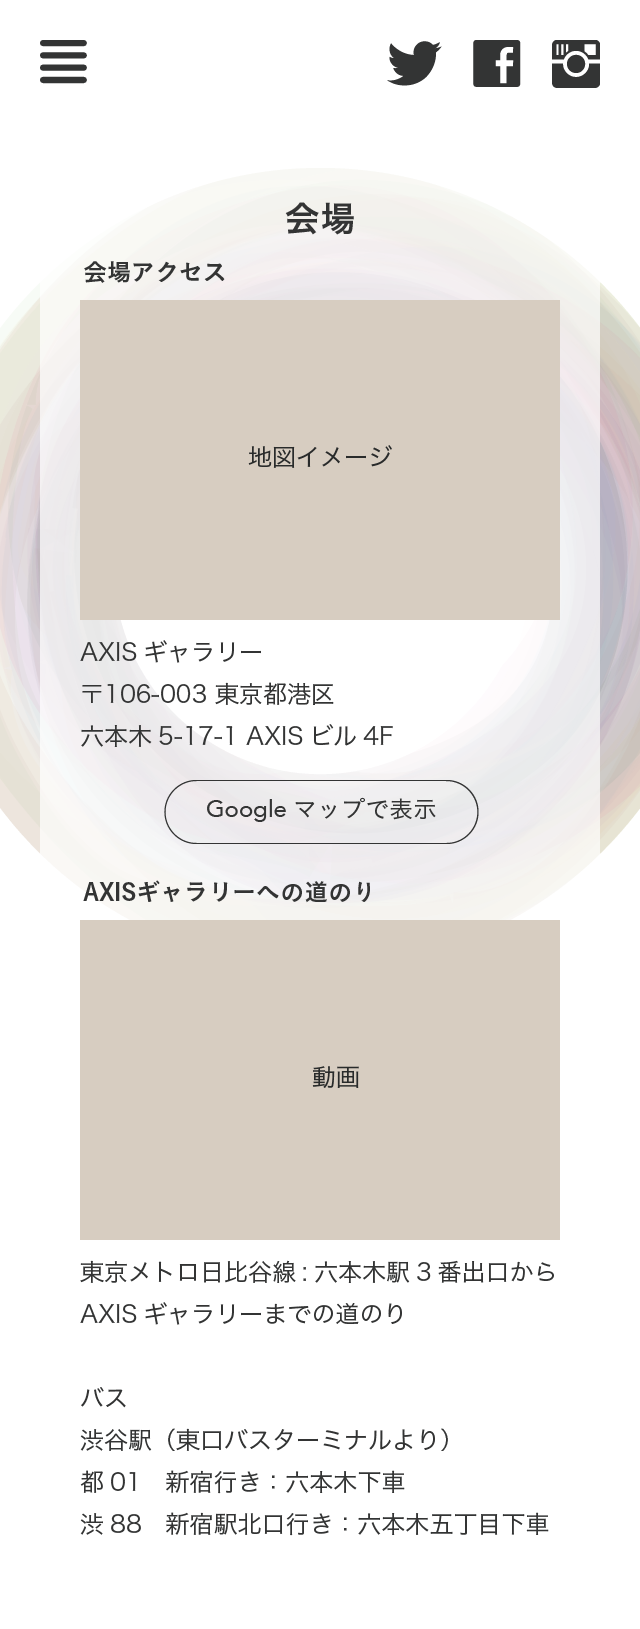 会場
会場アクセス
地図イメージ
AXIS ギャラリー
〒106-003 東京都港区
六本木 5-17-1 AXIS ビル 4F
Google マップで表示
AXISギャラリーへの道のり
動画
東京メトロ日比谷線 : 六本木駅 3 番出口から
AXIS ギャラリーまでの道のり
バス
渋谷駅（東口バスターミナルより）
都 01　新宿行き：六本木下車
渋 88　新宿駅北口行き：六本木五丁目下車